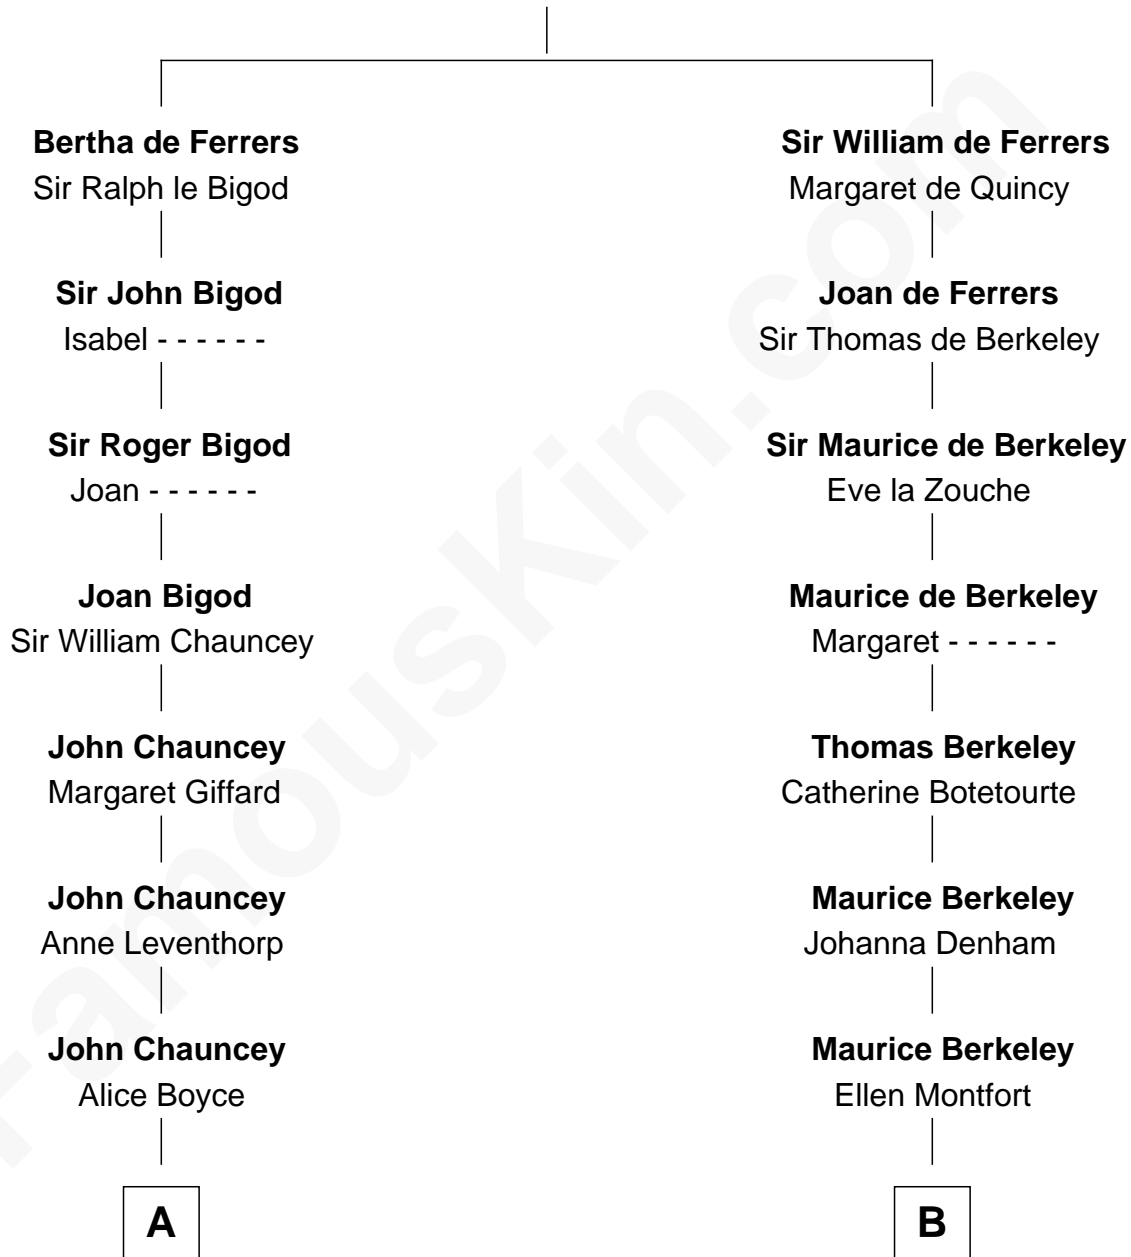 Bertha de Ferrers
Sir Ralph le Bigod
Sir John Bigod
Isabel - - - - - -
Sir Roger Bigod
Joan - - - - - -
Joan Bigod
Sir William Chauncey
John Chauncey
Margaret Giffard
John Chauncey
Anne Leventhorp
John Chauncey
Alice Boyce
A
Sir William de Ferrers
Margaret de Quincy
Joan de Ferrers
Sir Thomas de Berkeley
Sir Maurice de Berkeley
Eve la Zouche
Maurice de Berkeley
Margaret - - - - - -
Thomas Berkeley
Catherine Botetourte
Maurice Berkeley
Johanna Denham
Maurice Berkeley
Ellen Montfort
B
FamousKin.com